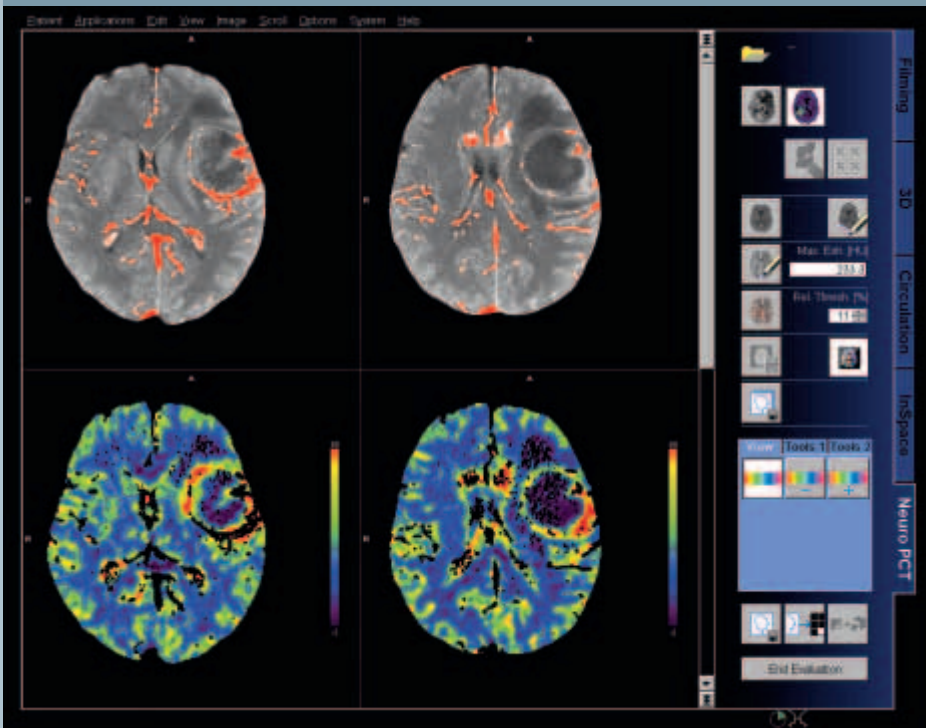 Patient Applications Edit View Image Scroll Options System Help
A
A
R
R
A
A
R
R
Filming
3D
Circulation
InSpace
Neuro PCT
Max. Enh. [HU]
Rel. Thresh. [%]
View Tools 1 Tools 2
End Evaluation